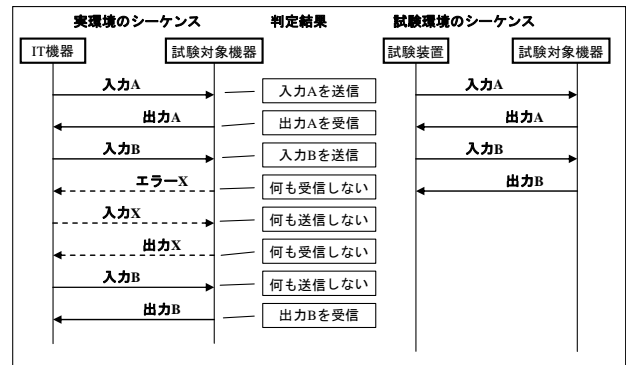 実環境のシーケンス 判定結果 試験環境のシーケンス
IT機器 試験対象機器 試験装置 試験対象機器
入力A 入力Aを送信 入力A
出力A 出力Aを受信 出力A
入力B 入力Bを送信 入力B
エラーX 何も受信しない 出力B
入力X 何も送信しない
出力X 何も受信しない
入力B 何も送信しない
出力B 出力Bを受信